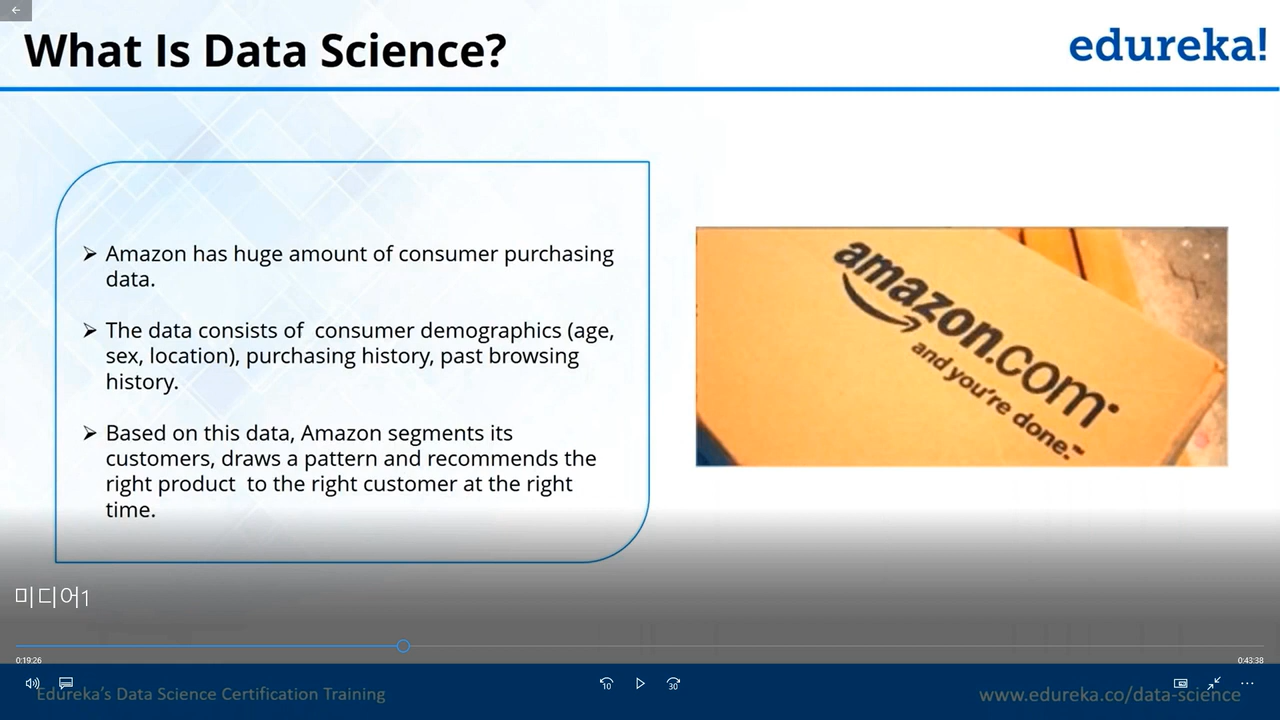 What Is Data Science?
edureka!
➢ Amazon has huge amount of consumer purchasing
data.
➢ The data consists of  consumer demographics (age,
sex, location), purchasing history, past browsing
history.
➢ Based on this data, Amazon segments its
customers, draws a pattern and recommends the
right product  to the right customer at the right
time.
amazon.com
and you're done.™
미디어1
0:19:26
0:43:38
10
30
Edureka's Data Science Certification Training
www.edureka.co/data-science